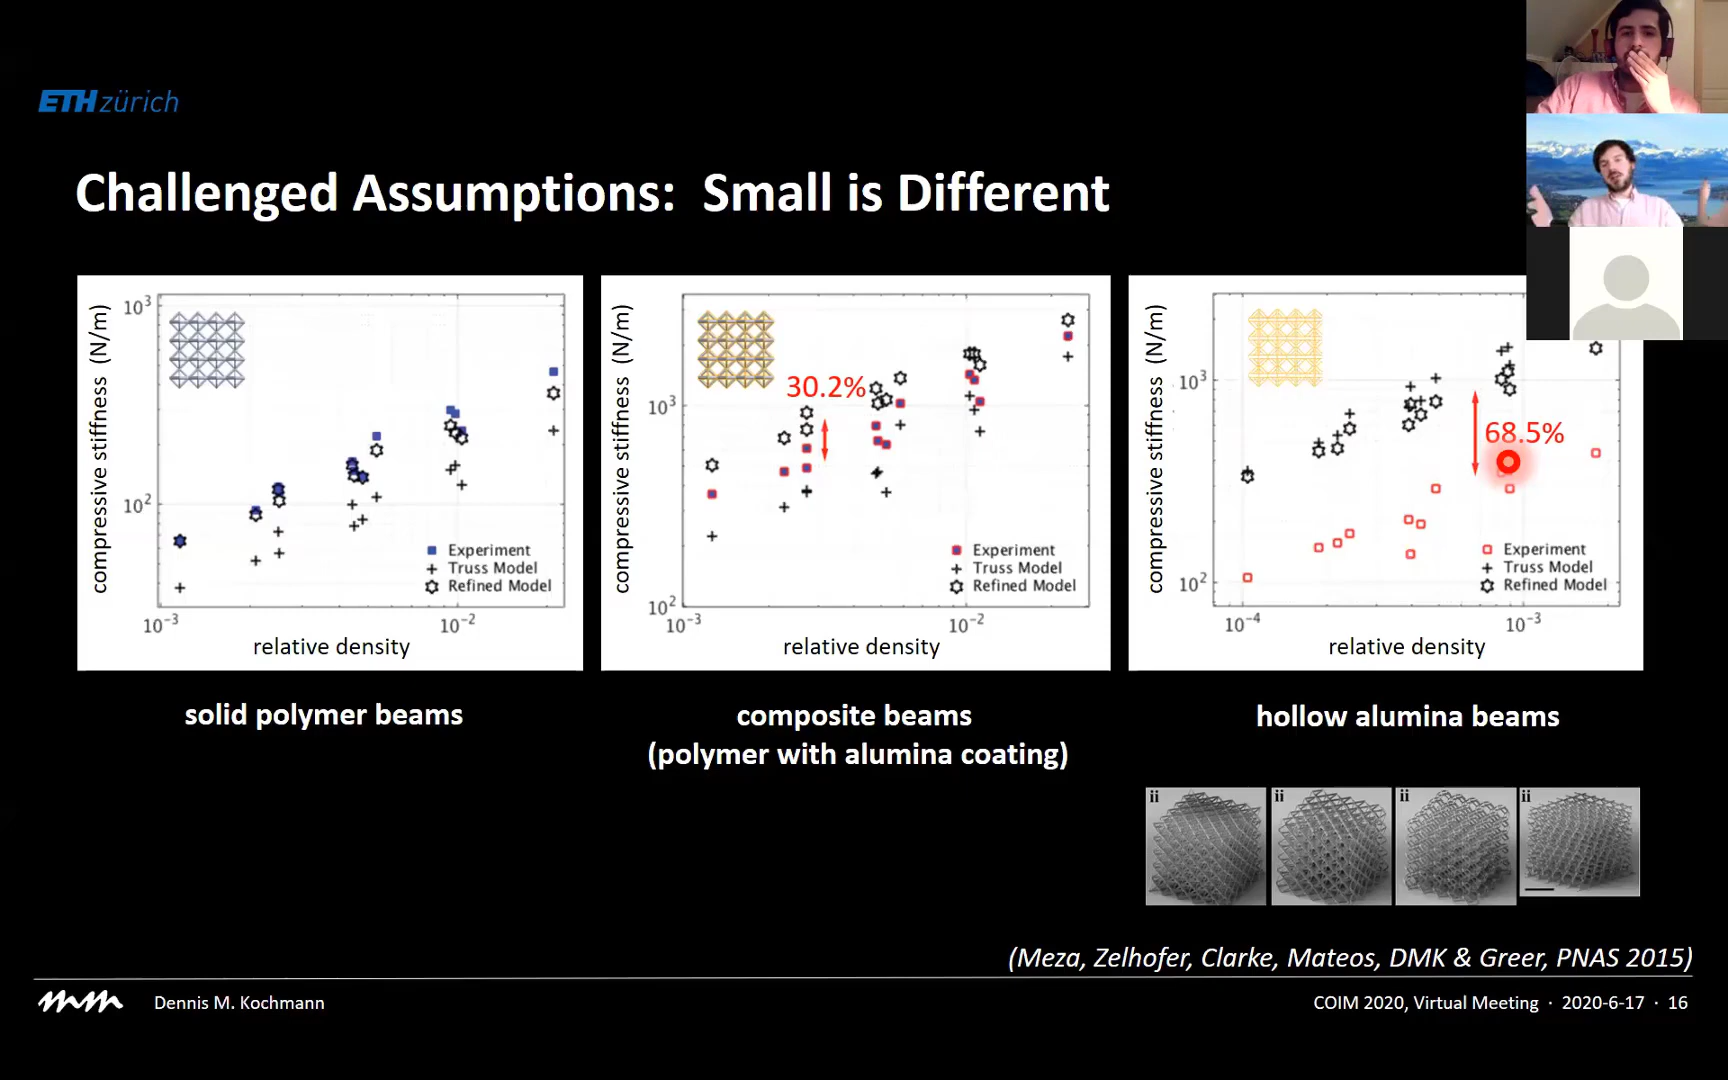 ETH zürich
Challenged Assumptions: Small is Different
compressive stiffness (N/m)
10³
10²
10⁻³
10⁻²
relative density
Experiment
Truss Model
Refined Model
solid polymer beams
compressive stiffness (N/m)
10³
10²
30.2%
10⁻³
10⁻²
relative density
Experiment
Truss Model
Refined Model
composite beams
(polymer with alumina coating)
compressive stiffness (N/m)
10³
10²
68.5%
10⁻⁴
10⁻³
relative density
Experiment
Truss Model
Refined Model
hollow alumina beams
ii
ii
ii
ii
(Meza, Zelhofer, Clarke, Mateos, DMK & Greer, PNAS 2015)
Dennis M. Kochmann
COIM 2020, Virtual Meeting · 2020-6-17 · 16